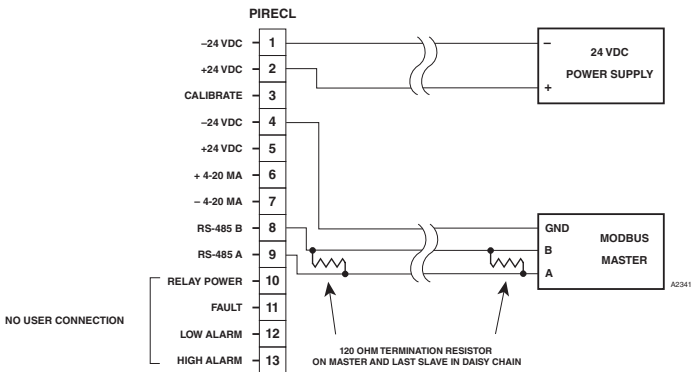 PIRECL
–24 VDC 1
+24 VDC 2
CALIBRATE 3
–24 VDC 4
+24 VDC 5
+ 4-20 MA 6
– 4-20 MA 7
RS-485 B 8
RS-485 A 9
RELAY POWER 10
FAULT 11
LOW ALARM 12
HIGH ALARM 13
NO USER CONNECTION
–
24 VDC
POWER SUPPLY
+
GND
B
A
MODBUS
MASTER
A2341
120 OHM TERMINATION RESISTOR
ON MASTER AND LAST SLAVE IN DAISY CHAIN